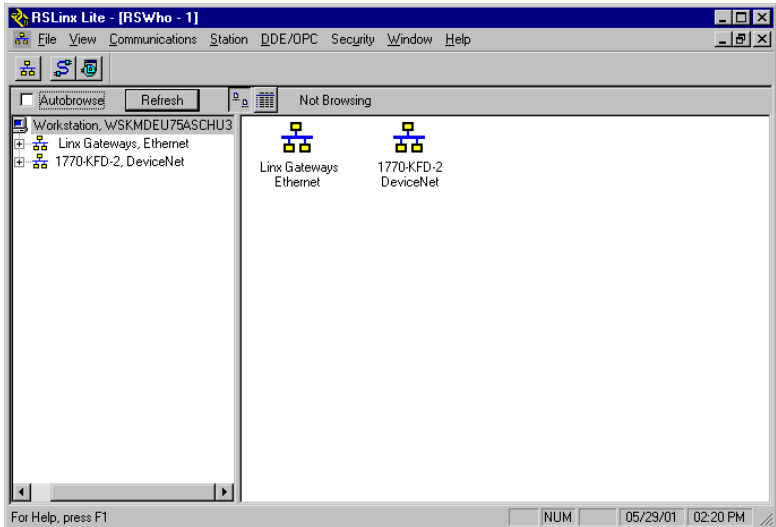 RSLinx Lite - [RSWho - 1]
File View Communications Station DDE/OPC Security Window Help
Autobrowse Refresh Not Browsing
Workstation, WSKMDEU75ASCHU3
Linx Gateways, Ethernet
1770-KFD-2, DeviceNet
Linx Gateways
Ethernet
1770-KFD-2
DeviceNet
For Help, press F1 NUM 05/29/01 02:20 PM